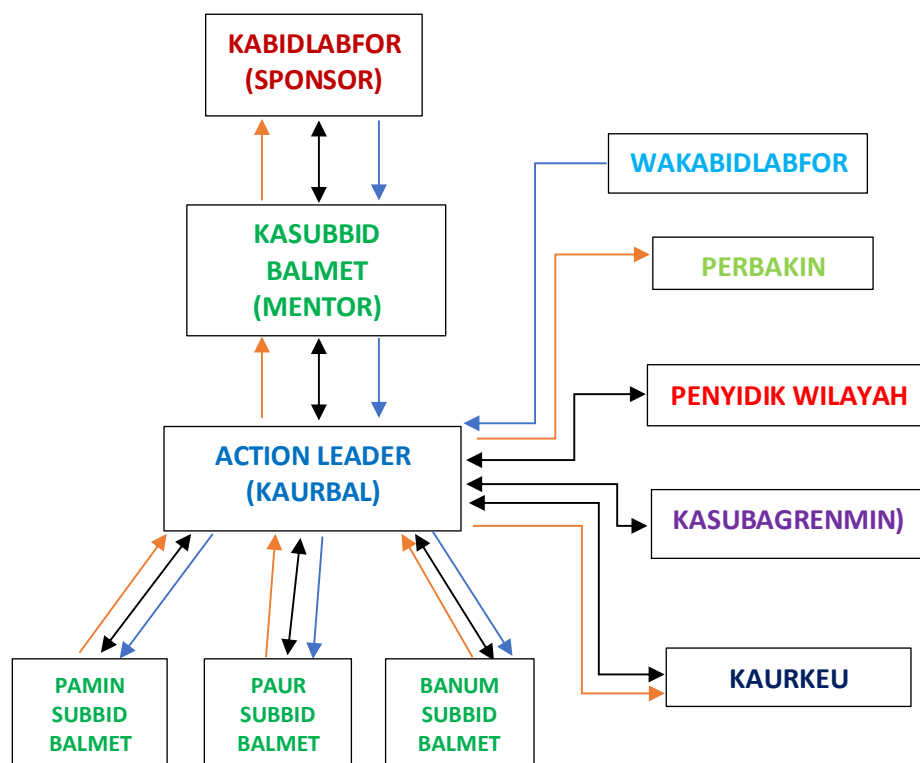 KABIDLABFOR
(SPONSOR)
WAKABIDLABFOR
KASUBBID
BALMET
(MENTOR)
PERBAKIN
PENYIDIK WILAYAH
ACTION LEADER
(KAURBAL)
KASUBAGRENMIN)
PAMIN
SUBBID
BALMET
PAUR
SUBBID
BALMET
BANUM
SUBBID
BALMET
KAURKEU